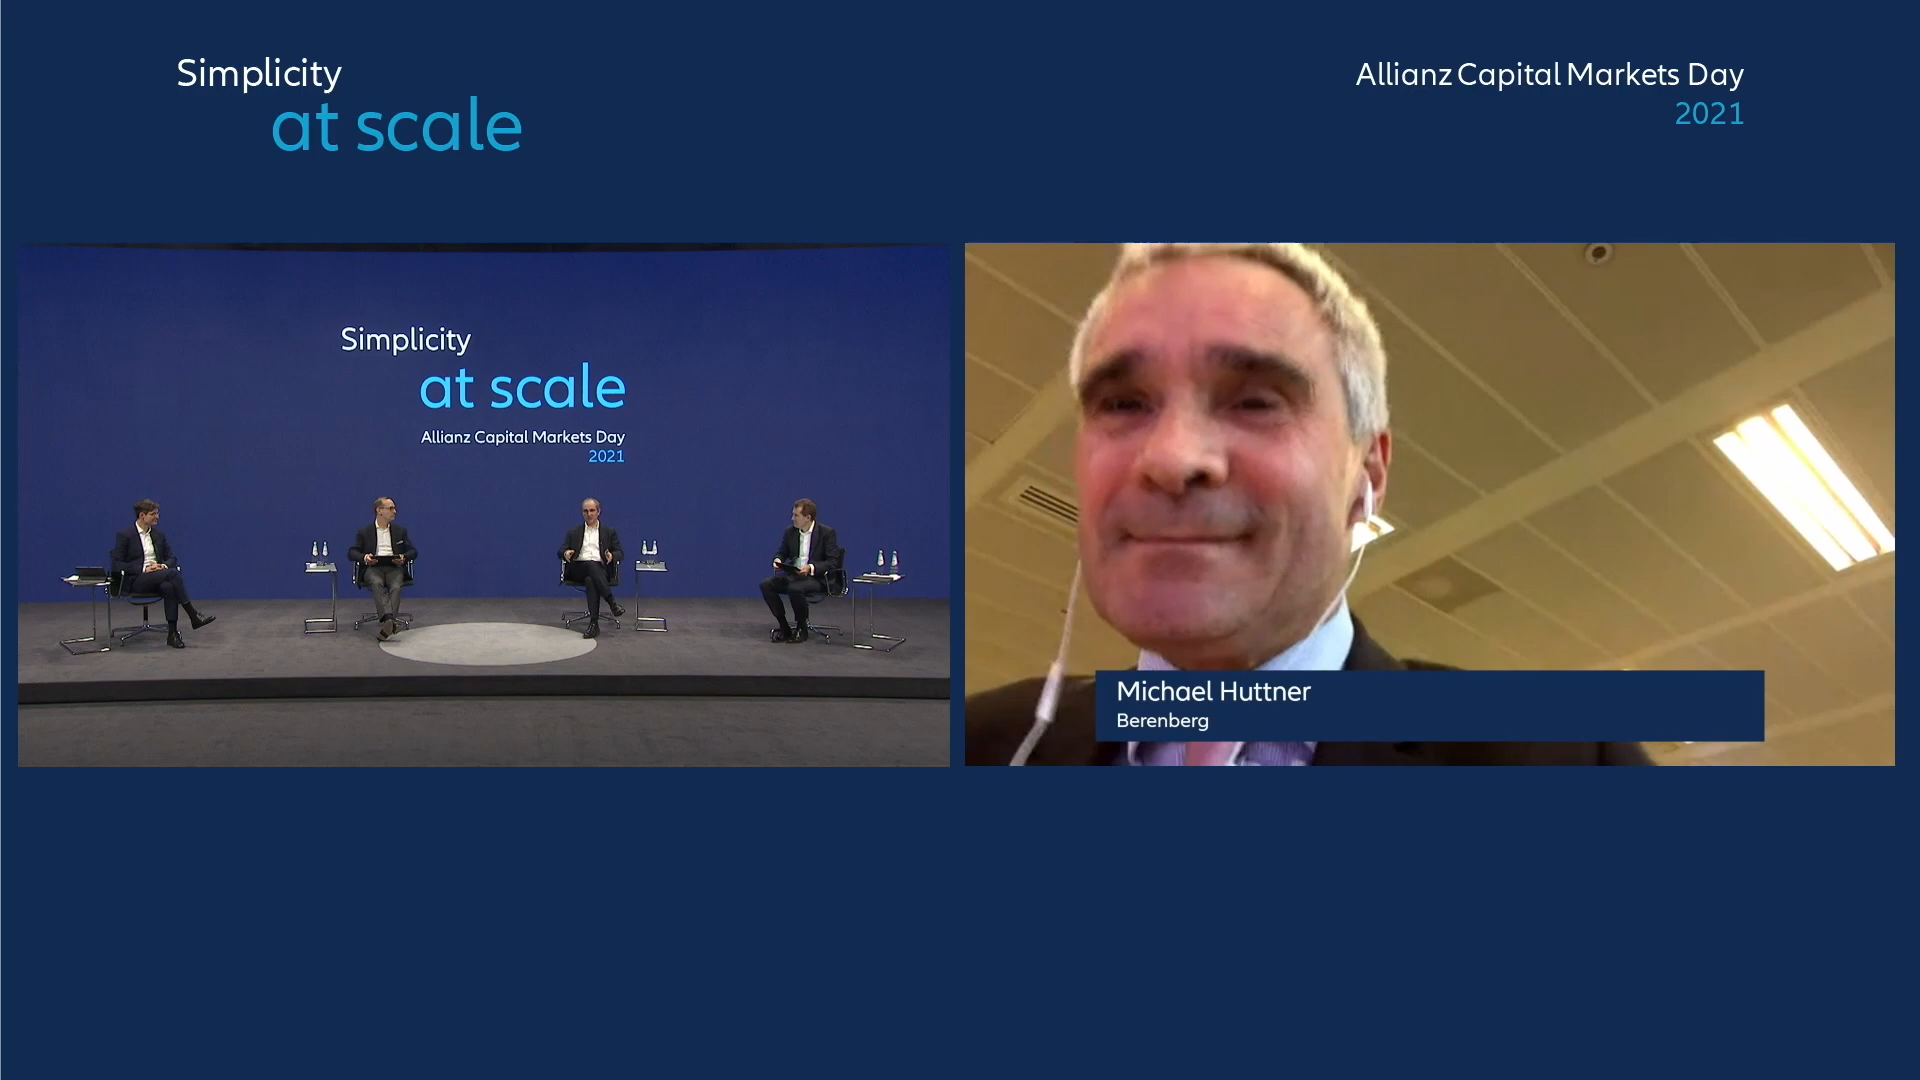 Simplicity
at scale
Allianz Capital Markets Day
2021
Simplicity
at scale
Allianz Capital Markets Day
2021
Michael Huttner
Berenberg